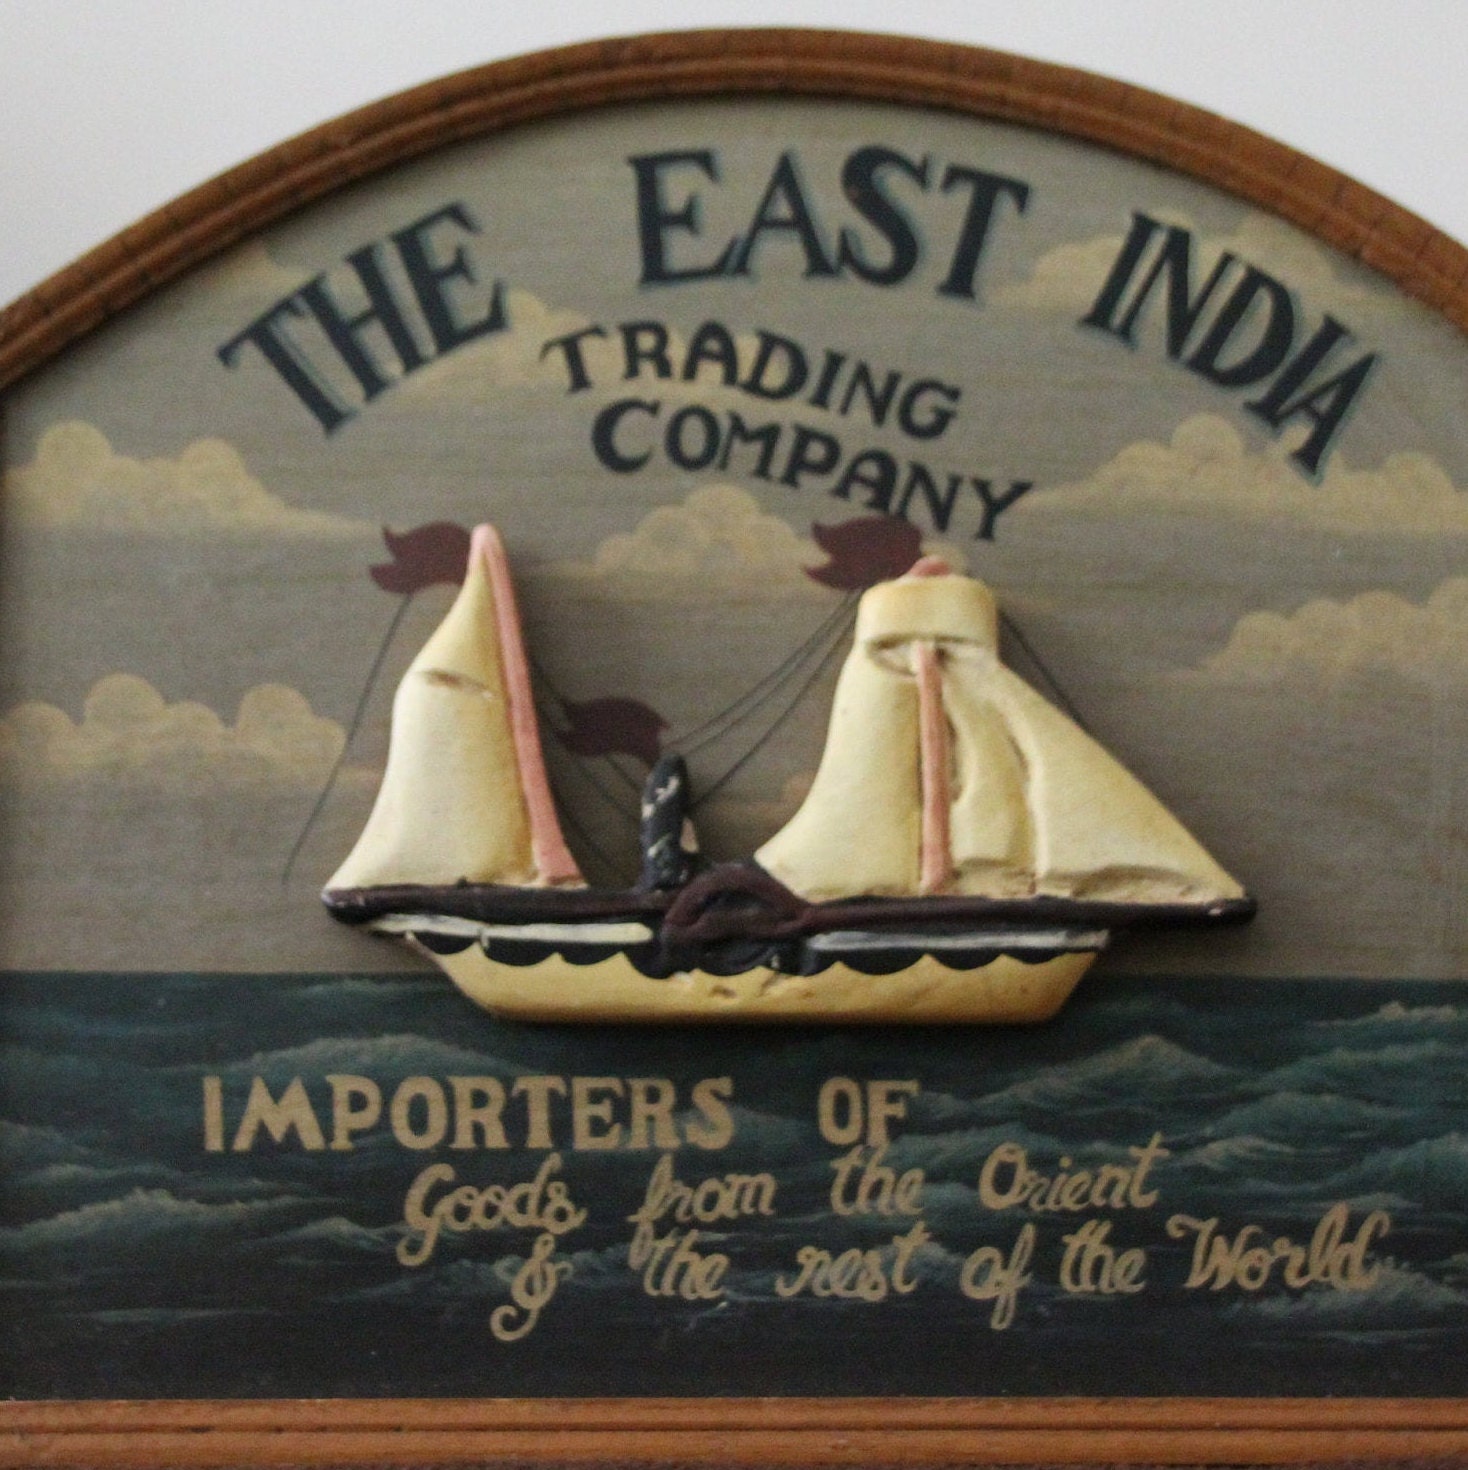 THE EAST INDIA
TRADING
COMPANY
IMPORTERS OF
Goods from the Orient
& the rest of the World